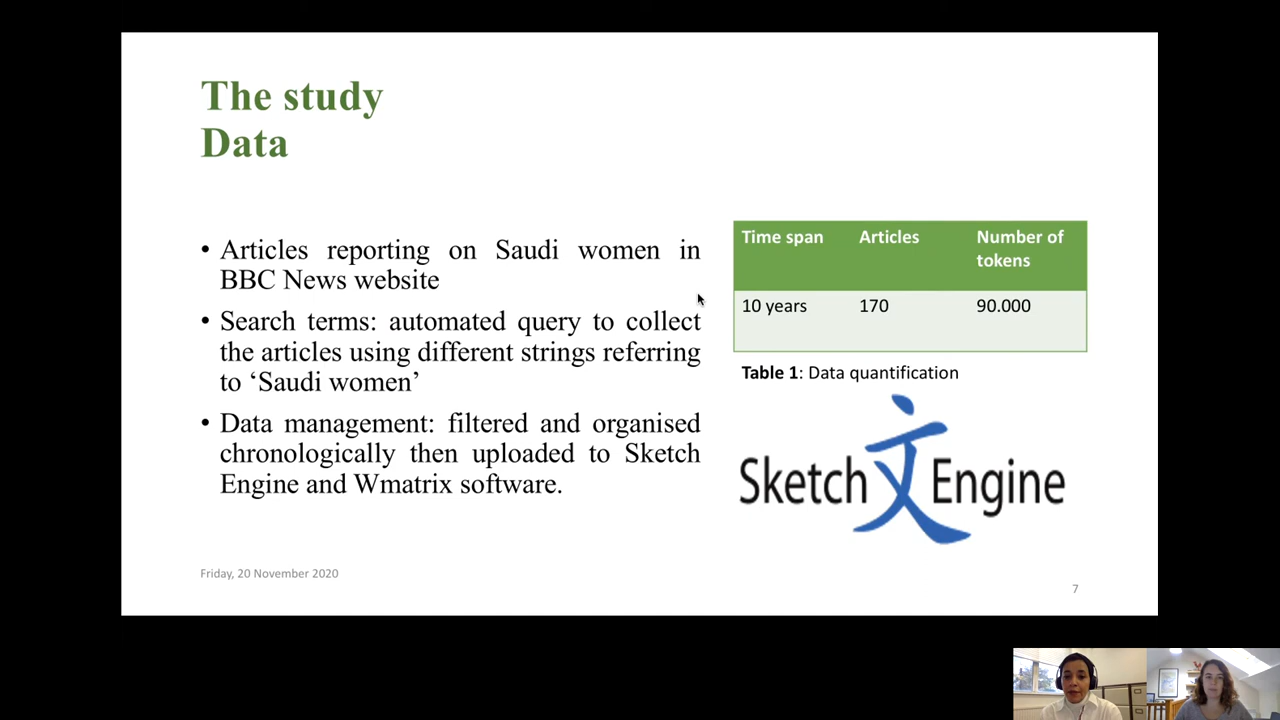 The study
Data
• Articles reporting on Saudi women in
BBC News website
• Search terms: automated query to collect
the articles using different strings referring
to ‘Saudi women’
• Data management: filtered and organised
chronologically then uploaded to Sketch
Engine and Wmatrix software.
Time span Articles Number of
tokens
10 years 170 90.000
Table 1: Data quantification
Sketch 文 Engine
Friday, 20 November 2020
7